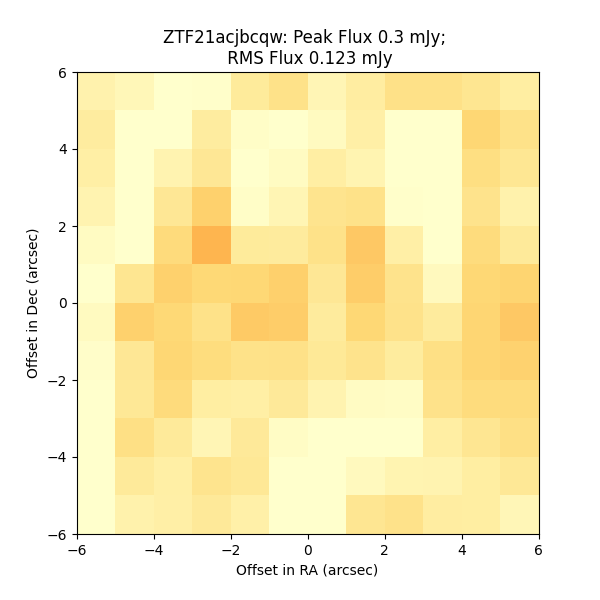 ZTF21acjbcqw: Peak Flux 0.3 mJy;
RMS Flux 0.123 mJy
6
4
2
0
−2
−4
−6
Offset in Dec (arcsec)
−6 −4 −2 0 2 4 6
Offset in RA (arcsec)